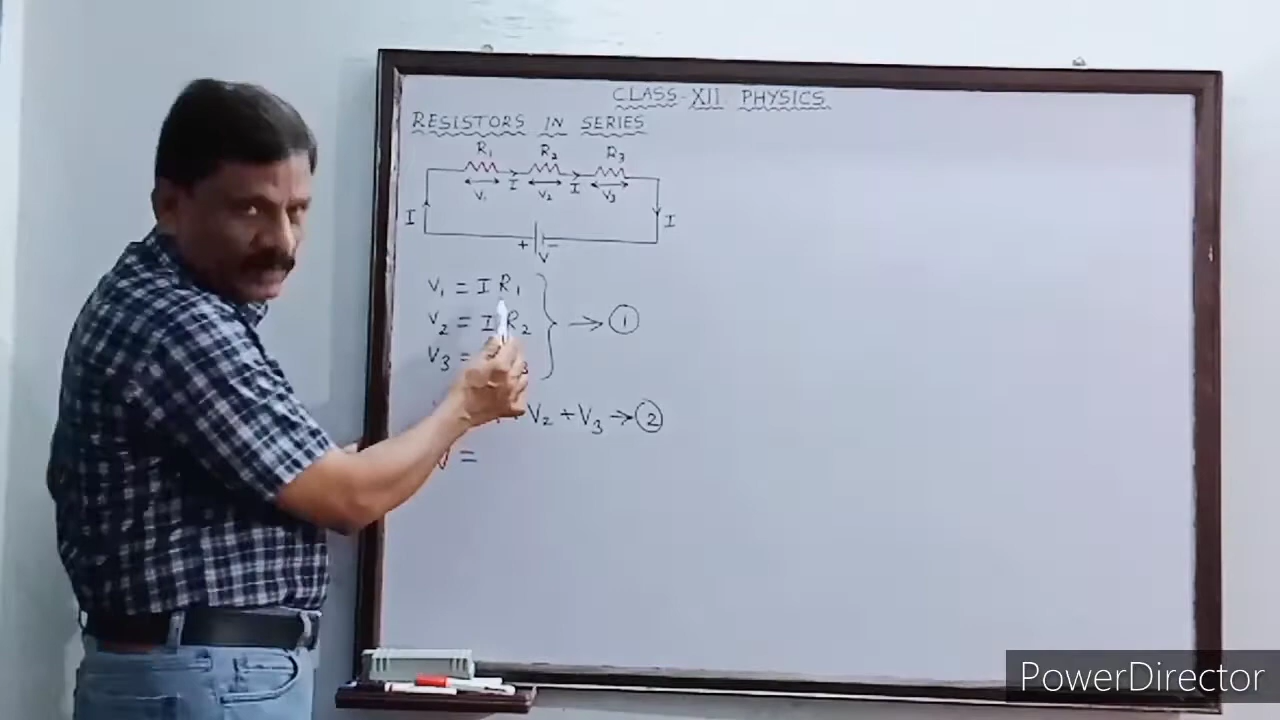 CLASS-XII PHYSICS
RESISTORS IN SERIES
R₁ R₂ R₃
I I
V₁ V₂ V₃
I I
+ −
V
V₁ = I R₁
V₂ = I R₂ → ①
V₃ = ₃
+ V₂ + V₃ → ②
V =
PowerDirector